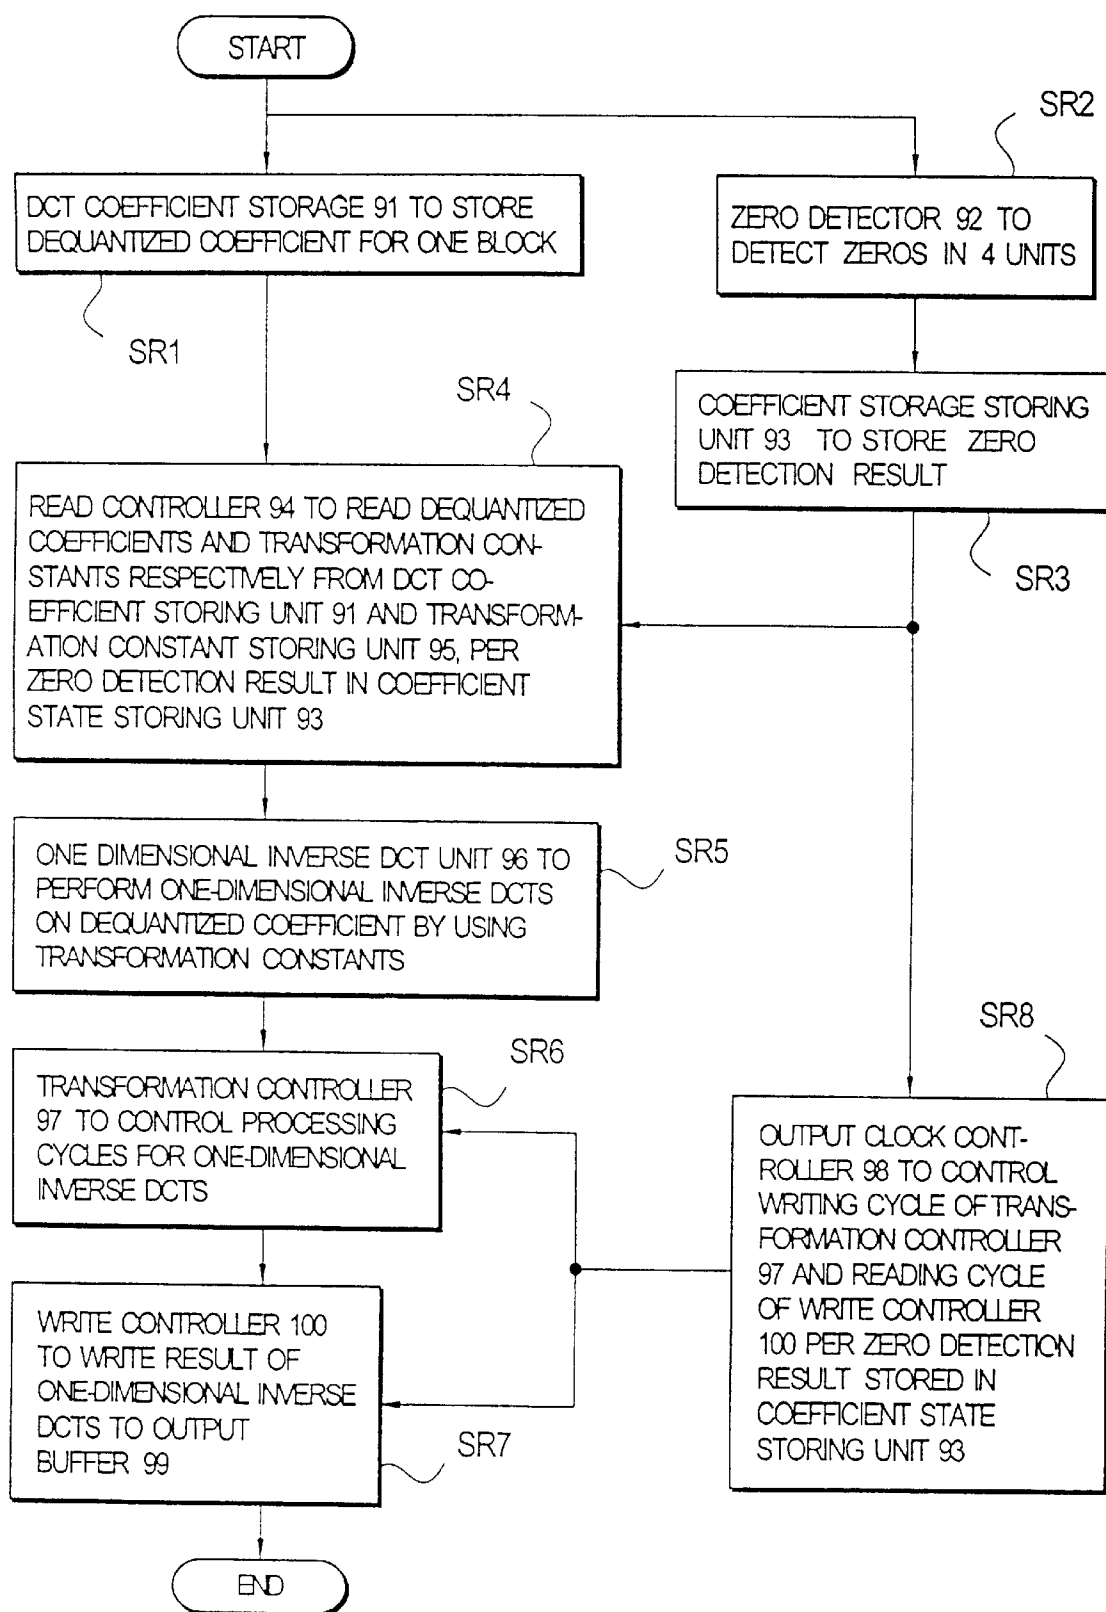 START
SR2
DCT COEFFICIENT STORAGE 91 TO STORE
DEQUANTIZED COEFFICIENT FOR ONE BLOCK
SR1
ZERO DETECTOR 92 TO
DETECT ZEROS IN 4 UNITS
COEFFICIENT STORAGE STORING
UNIT 93 TO STORE ZERO
DETECTION RESULT
SR3
SR4
READ CONTROLLER 94 TO READ DEQUANTIZED
COEFFICIENTS AND TRANSFORMATION CON-
STANTS RESPECTIVELY FROM DCT CO-
EFFICIENT STORING UNIT 91 AND TRANSFORM-
ATION CONSTANT STORING UNIT 95, PER
ZERO DETECTION RESULT IN COEFFICIENT
STATE STORING UNIT 93
ONE DIMENSIONAL INVERSE DCT UNIT 96 TO
PERFORM ONE-DIMENSIONAL INVERSE DCTS
ON DEQUANTIZED COEFFICIENT BY USING
TRANSFORMATION CONSTANTS
SR5
SR6
TRANSFORMATION CONTROLLER
97 TO CONTROL PROCESSING
CYCLES FOR ONE-DIMENSIONAL
INVERSE DCTS
SR8
OUTPUT CLOCK CONT-
ROLLER 98 TO CONTROL
WRITING CYCLE OF TRANS-
FORMATION CONTROLLER
97 AND READING CYCLE
OF WRITE CONTROLLER
100 PER ZERO DETECTION
RESULT STORED IN
COEFFICIENT STATE
STORING UNIT 93
WRITE CONTROLLER 100
TO WRITE RESULT OF
ONE-DIMENSIONAL INVERSE
DCTS TO OUTPUT
BUFFER 99
SR7
END